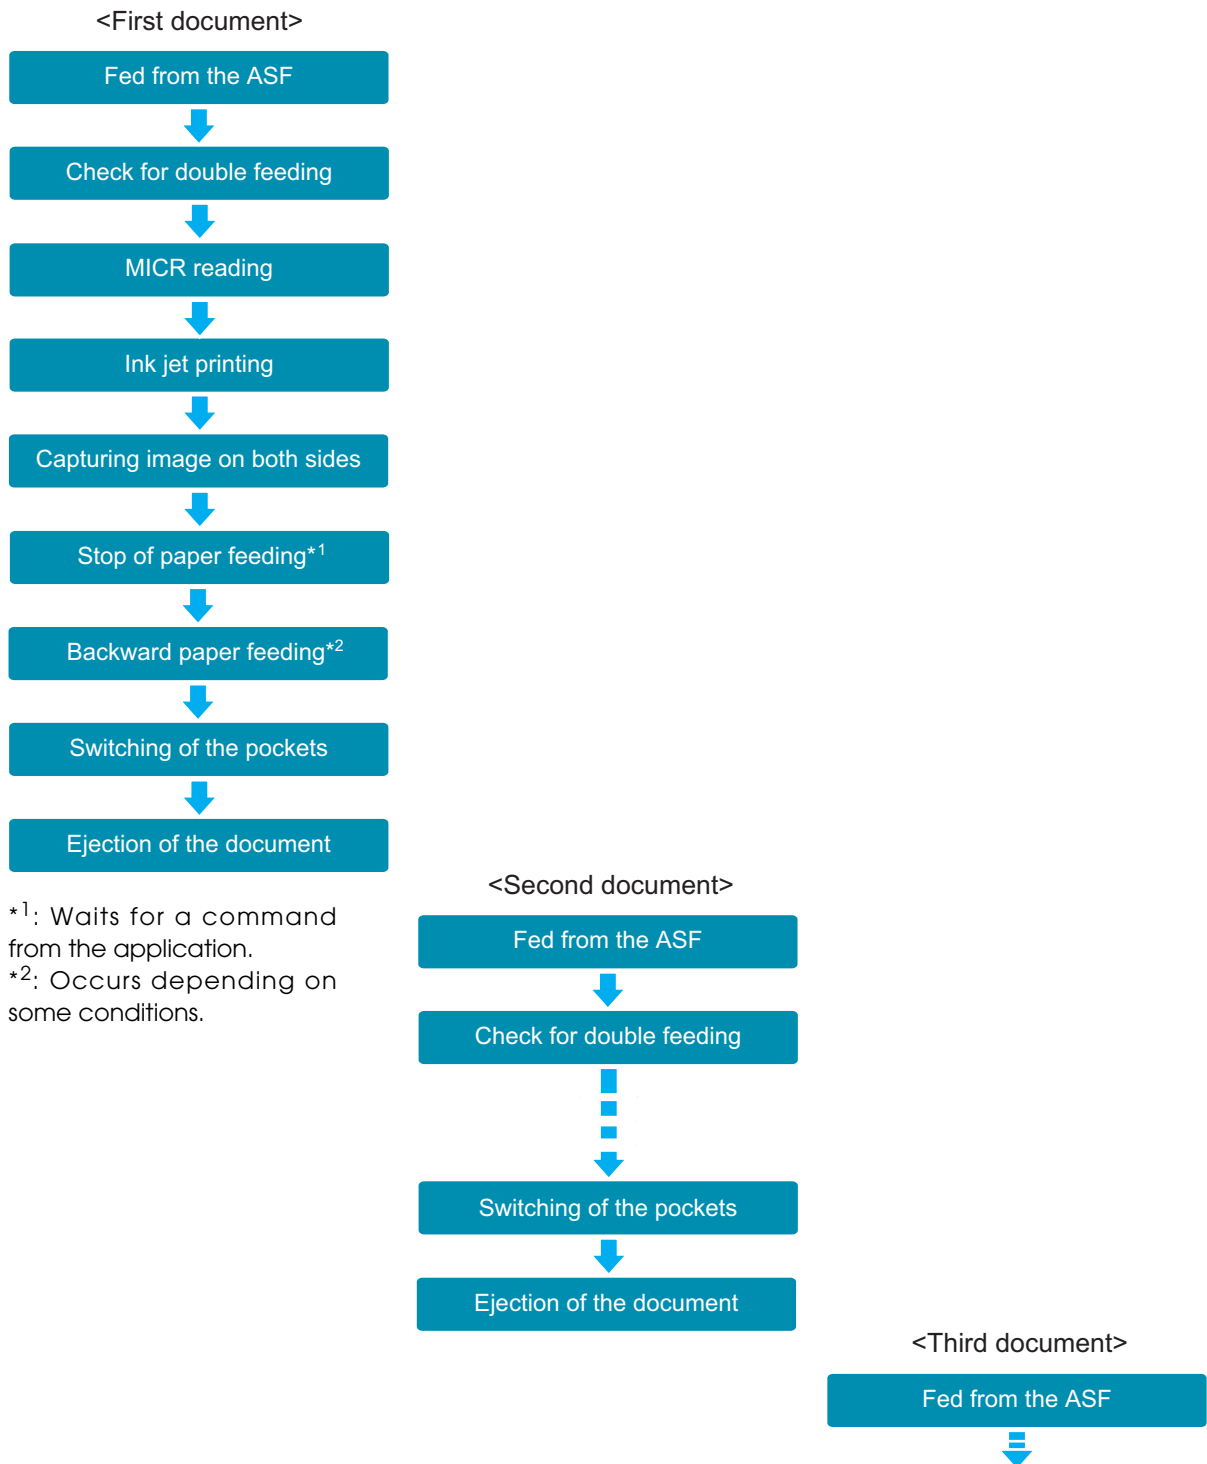 <First document>
Fed from the ASF
Check for double feeding
MICR reading
Ink jet printing
Capturing image on both sides
Stop of paper feeding*1
Backward paper feeding*2
Switching of the pockets
Ejection of the document
*1: Waits for a command
from the application.
*2: Occurs depending on
some conditions.
<Second document>
Fed from the ASF
Check for double feeding
Switching of the pockets
Ejection of the document
<Third document>
Fed from the ASF